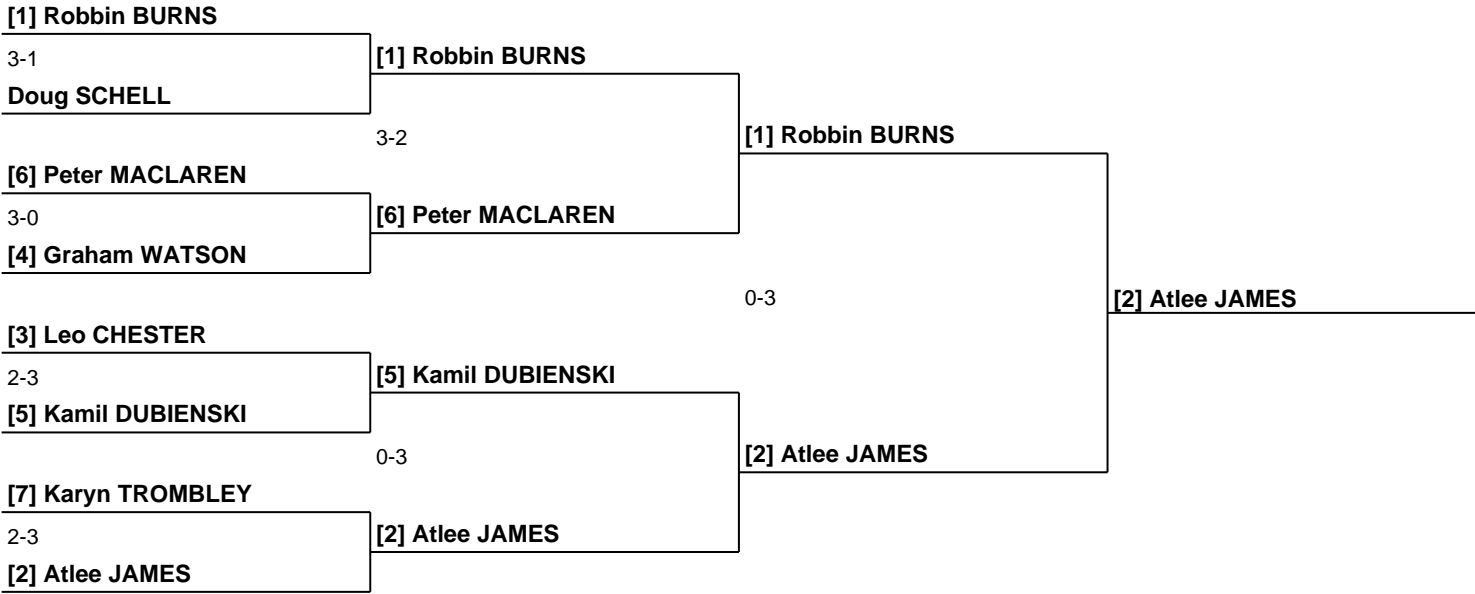 [1] Robbin BURNS
3-1
[1] Robbin BURNS
Doug SCHELL
3-2
[1] Robbin BURNS
[6] Peter MACLAREN
3-0
[6] Peter MACLAREN
[4] Graham WATSON
0-3
[2] Atlee JAMES
[3] Leo CHESTER
2-3
[5] Kamil DUBIENSKI
[5] Kamil DUBIENSKI
0-3
[2] Atlee JAMES
[7] Karyn TROMBLEY
2-3
[2] Atlee JAMES
[2] Atlee JAMES